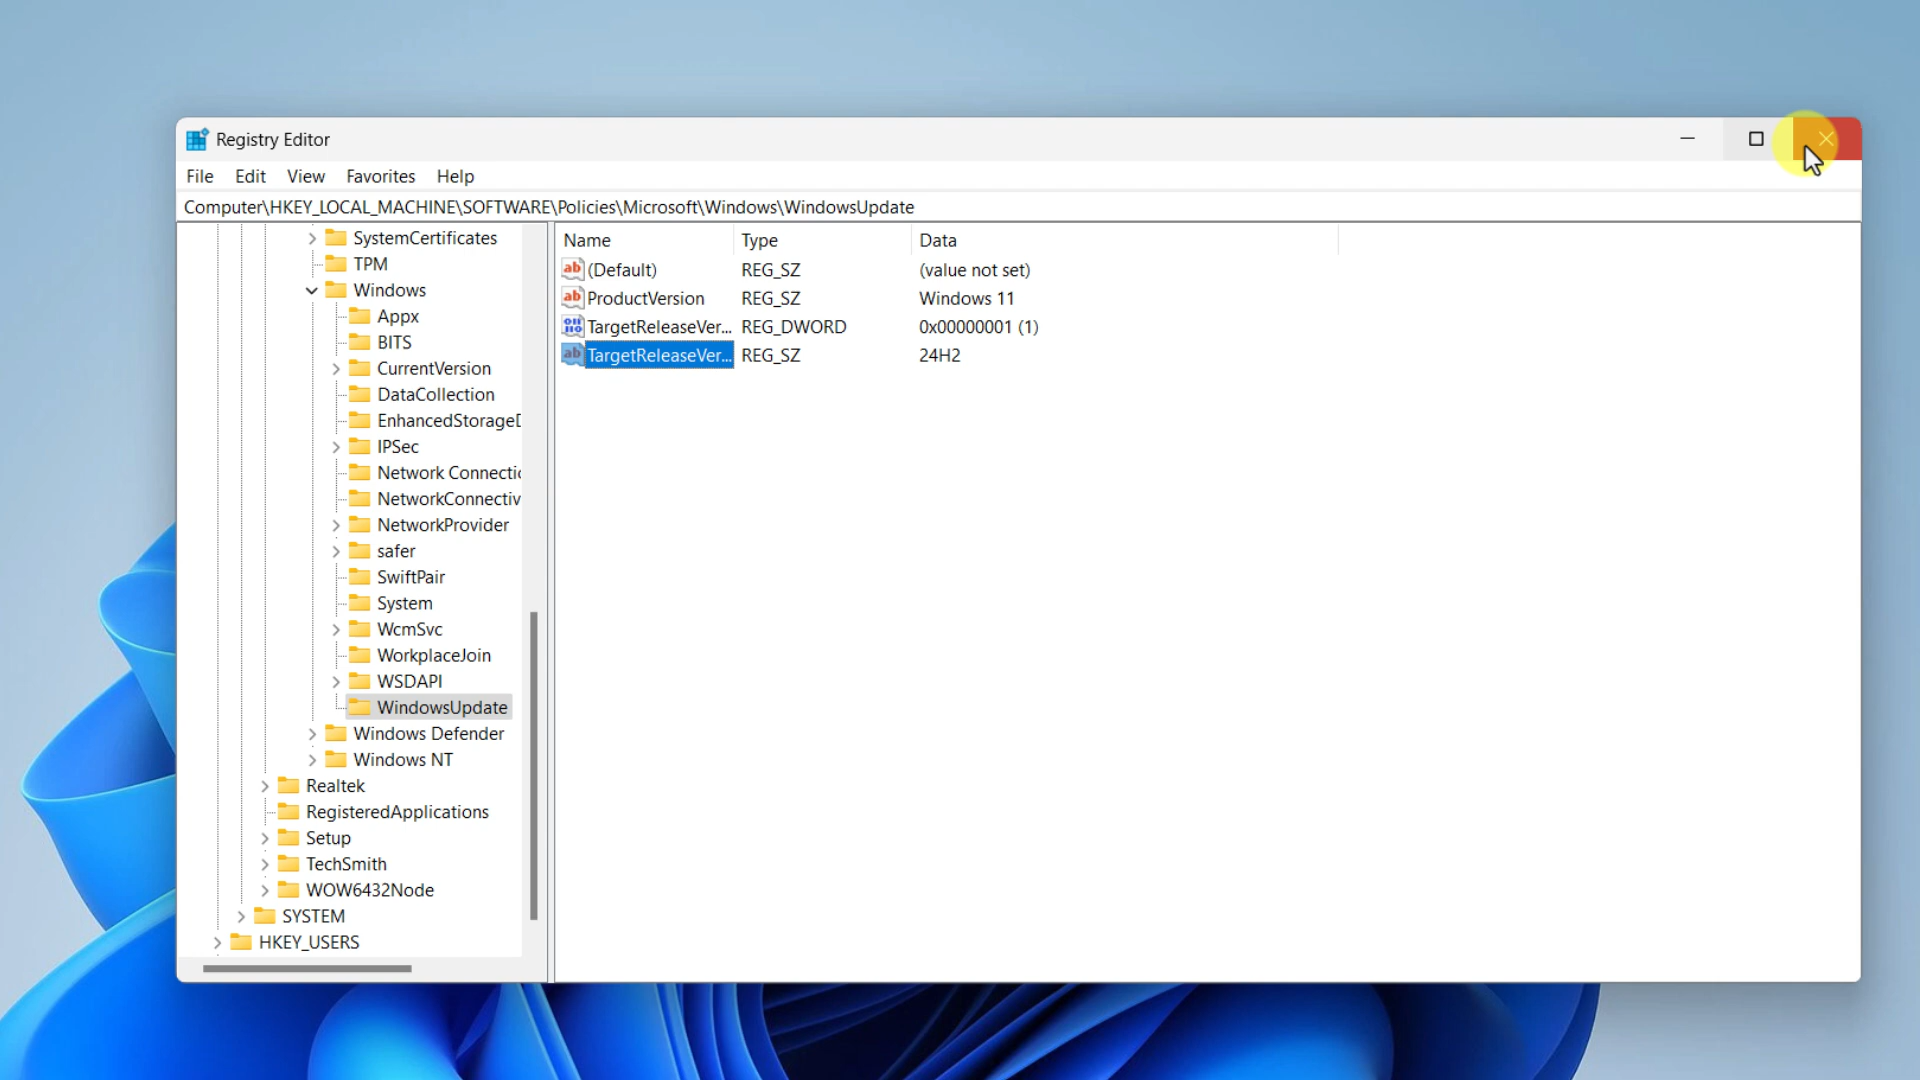 Registry Editor
File Edit View Favorites Help
Computer\HKEY_LOCAL_MACHINE\SOFTWARE\Policies\Microsoft\Windows\WindowsUpdate
SystemCertificates
TPM
Windows
Appx
BITS
CurrentVersion
DataCollection
EnhancedStorageD
IPSec
Network Connectio
NetworkConnectiv
NetworkProvider
safer
SwiftPair
System
WcmSvc
WorkplaceJoin
WSDAPI
WindowsUpdate
Windows Defender
Windows NT
Realtek
RegisteredApplications
Setup
TechSmith
WOW6432Node
SYSTEM
HKEY_USERS
Name Type Data
(Default) REG_SZ (value not set)
ProductVersion REG_SZ Windows 11
TargetReleaseVer... REG_DWORD 0x00000001 (1)
TargetReleaseVer... REG_SZ 24H2